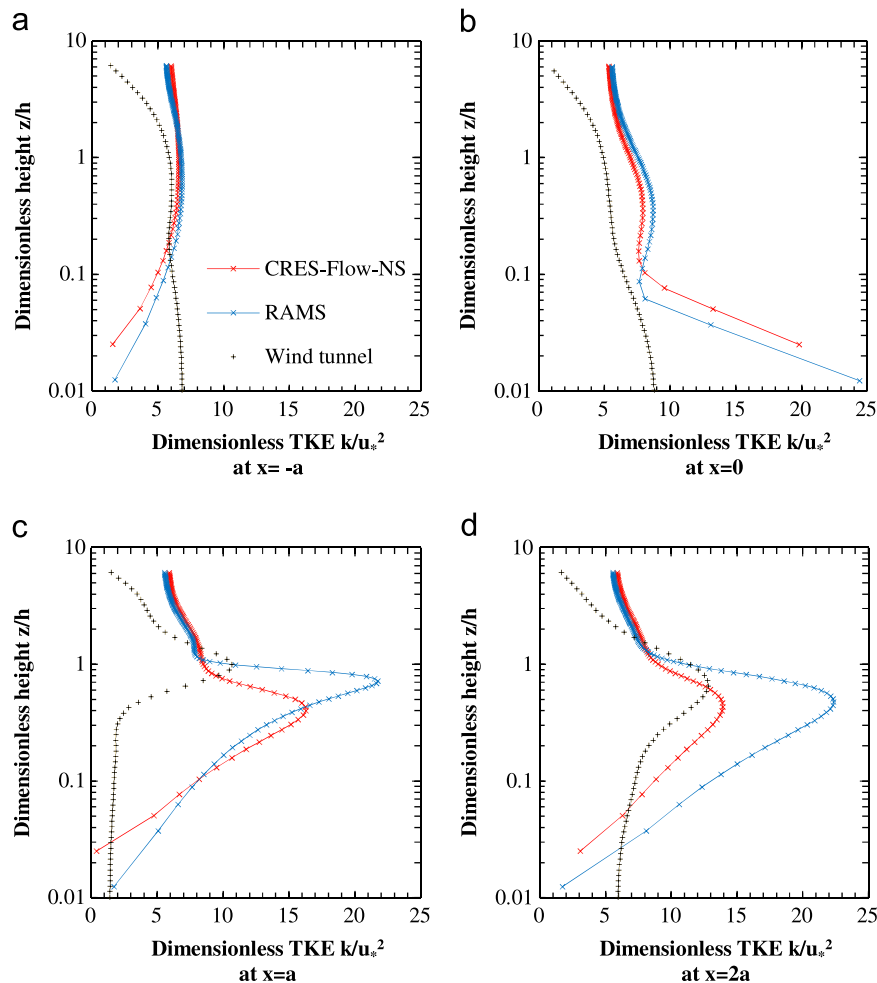 a
10
1
0.1
0.01
Dimensionless height z/h
CRES-Flow-NS
RAMS
Wind tunnel
0 5 10 15 20 25
Dimensionless TKE k/u*²
at x= -a
b
10
1
0.1
0.01
Dimensionless height z/h
0 5 10 15 20 25
Dimensionless TKE k/u*²
at x=0
c
10
1
0.1
0.01
Dimensionless height z/h
0 5 10 15 20 25
Dimensionless TKE k/u*²
at x=a
d
10
1
0.1
0.01
Dimensionless height z/h
0 5 10 15 20 25
Dimensionless TKE k/u*²
at x=2a